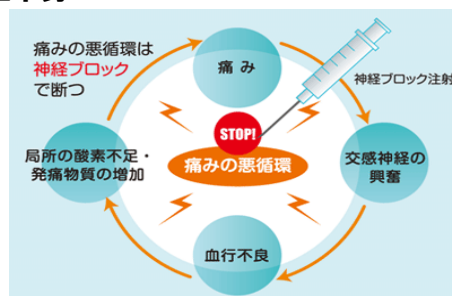 痛みの悪循環は
神経ブロック
で断つ
痛み
神経ブロック注射
STOP!
痛みの悪循環
局所の酸素不足・
発痛物質の増加
交感神経の
興奮
血行不良